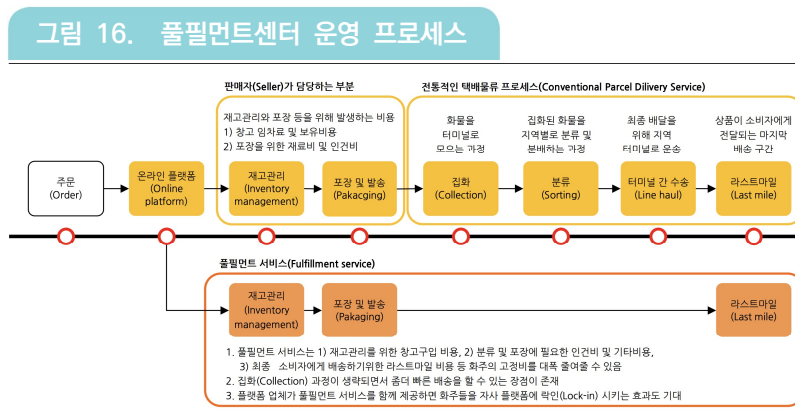 그림 16. 풀필먼트센터 운영 프로세스
판매자(Seller)가 담당하는 부분
전통적인 택배물류 프로세스(Conventional Parcel Dilivery Service)
재고관리와 포장 등을 위해 발생하는 비용
1) 창고 임차료 및 보유비용
2) 포장을 위한 재료비 및 인건비
화물을
터미널로
모으는 과정
집화된 화물을
지역별로 분류 및
분배하는 과정
최종 배달을
위해 지역
터미널로 운송
상품이 소비자에게
전달되는 마지막
배송 구간
주문
(Order)
온라인 플랫폼
(Online
platform)
재고관리
(Inventory
management)
포장 및 발송
(Pakacging)
집화
(Collection)
분류
(Sorting)
터미널 간 수송
(Line haul)
라스트마일
(Last mile)
풀필먼트 서비스(Fulfillment service)
재고관리
(Inventory
management)
포장 및 발송
(Pakaging)
라스트마일
(Last mile)
1. 풀필먼트 서비스는 1) 재고관리를 위한 창고구입 비용, 2) 분류 및 포장에 필요한 인건비 및 기타비용,
3) 최종 소비자에게 배송하기위한 라스트마일 비용 등 화주의 고정비를 대폭 줄여줄 수 있음
2. 집화(Collection) 과정이 생략되면서 좀더 빠른 배송을 할 수 있는 장점이 존재
3. 플랫폼 업체가 풀필먼트 서비스를 함께 제공하면 화주들을 자사 플랫폼에 락인(Lock-in) 시키는 효과도 기대